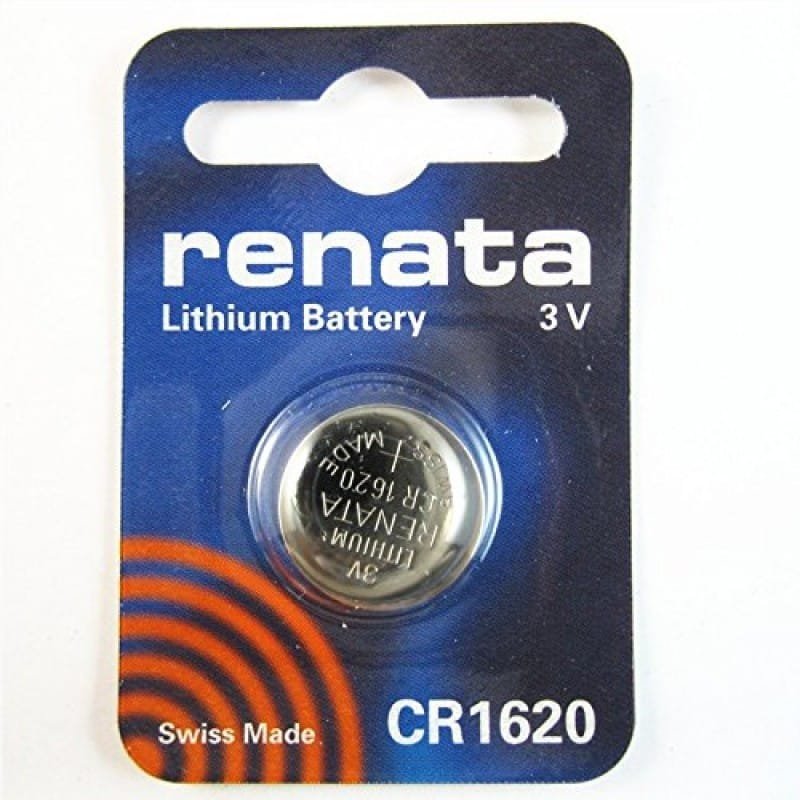 renata
Lithium Battery 3 V
SWISS MADE
+
CR 1620
RENATA
LITHIUM
3V
Swiss Made CR1620